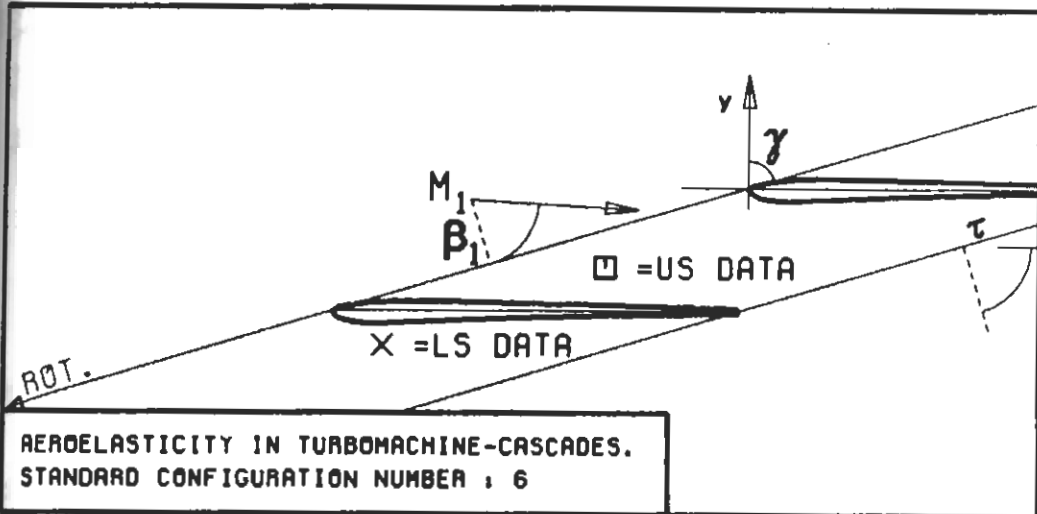 y
γ
M1
β1
τ
=US DATA
× =LS DATA
ROT.
AEROELASTICITY IN TURBOMACHINE-CASCADES.
STANDARD CONFIGURATION NUMBER : 6